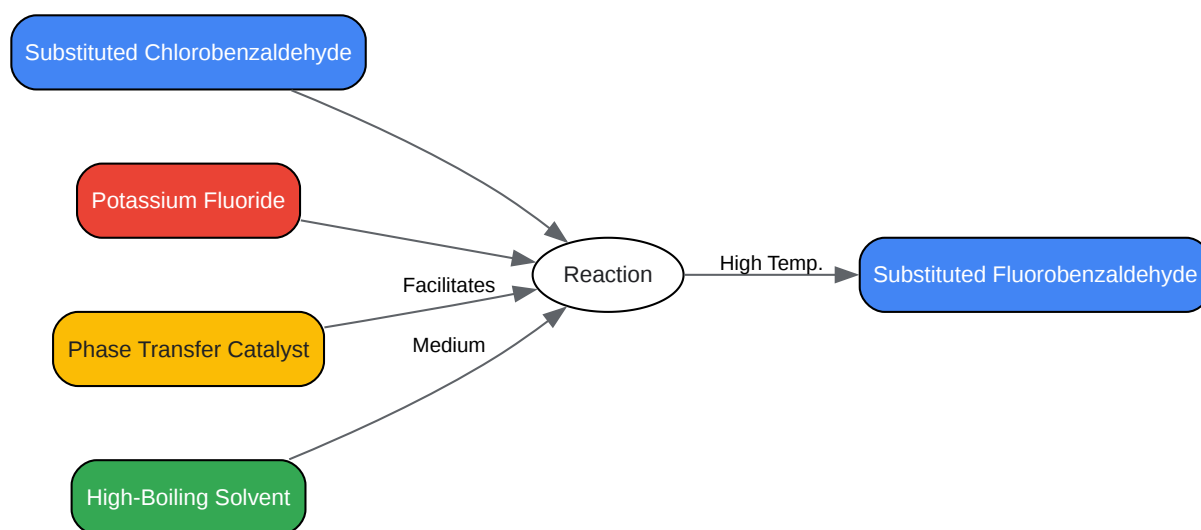 Substituted Chlorobenzaldehyde
Potassium Fluoride
Facilitates
Phase Transfer Catalyst
Medium
High-Boiling Solvent
Reaction
High Temp.
Substituted Fluorobenzaldehyde